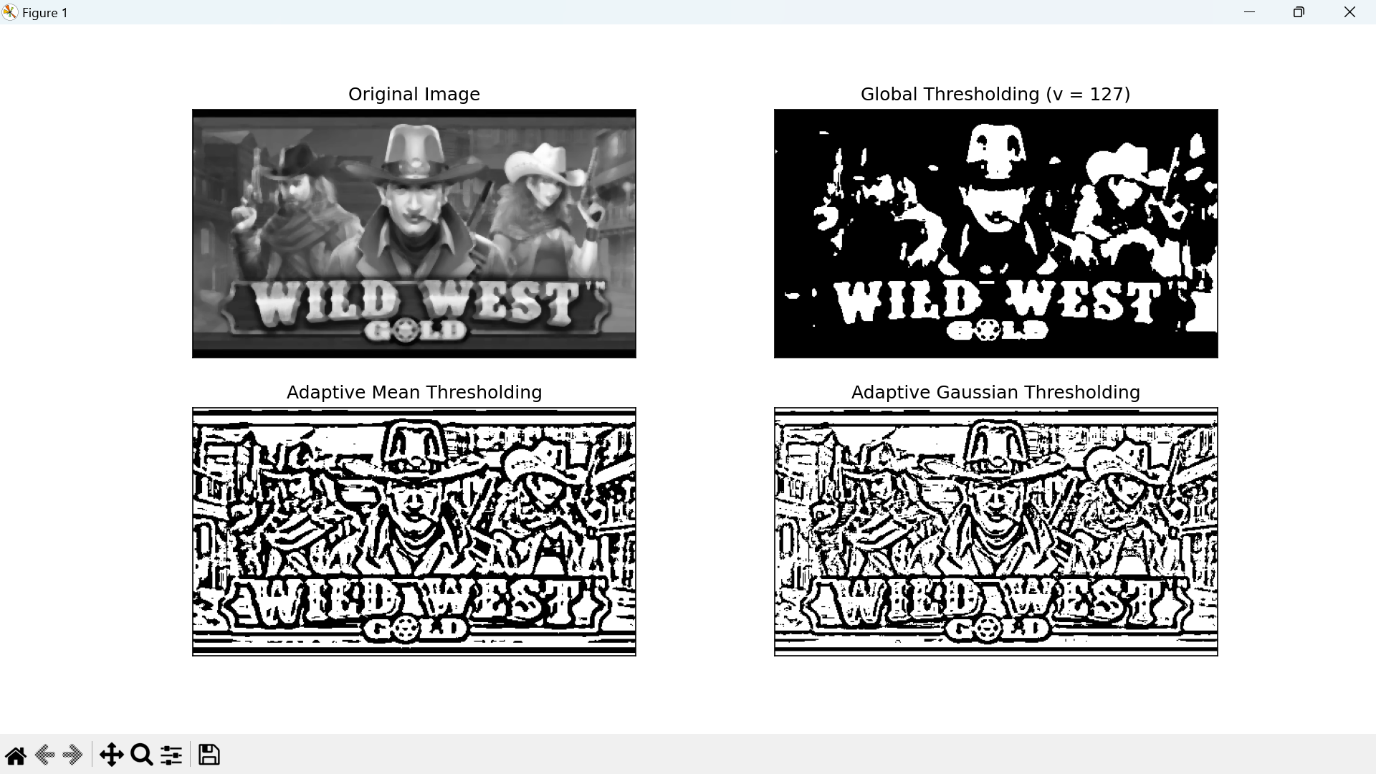 Figure 1
Original Image
Global Thresholding (v = 127)
WILD WEST
GOLD
WILD WEST
GOLD
Adaptive Mean Thresholding
Adaptive Gaussian Thresholding
WILD WEST
GOLD
WILD WEST
GOLD